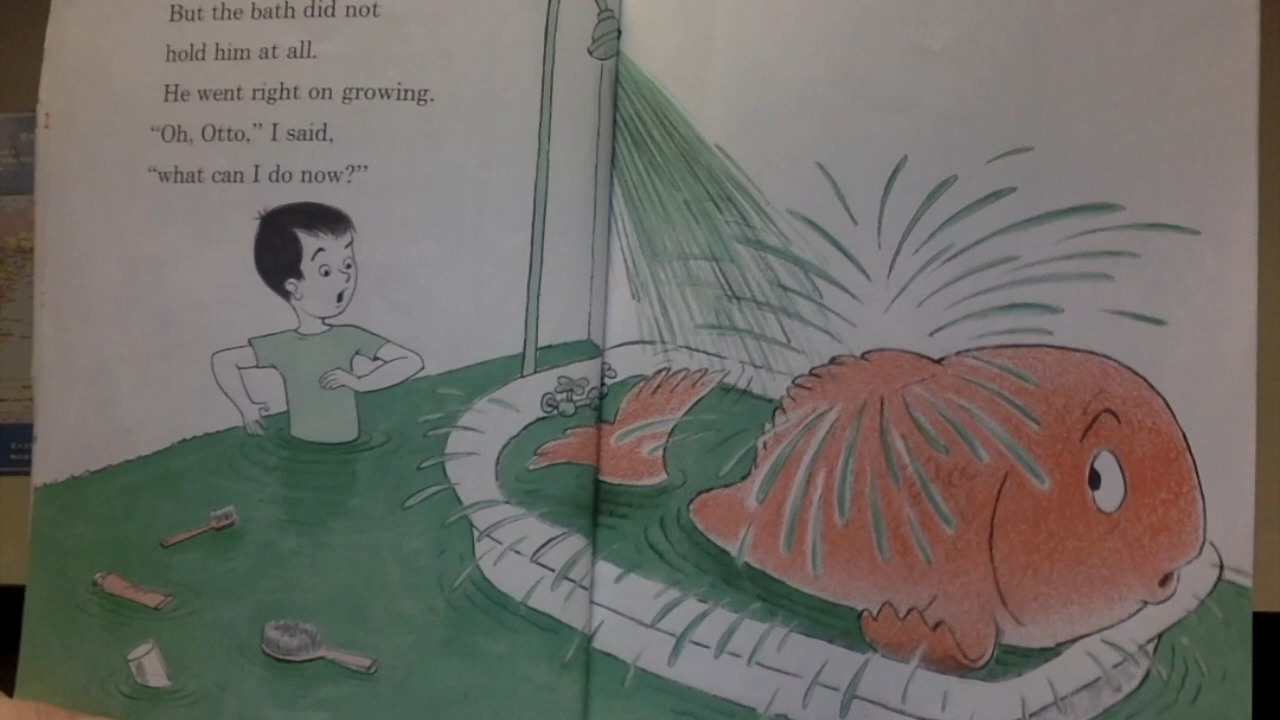 But the bath did not
hold him at all.
He went right on growing.
“Oh, Otto,” I said,
“what can I do now?”